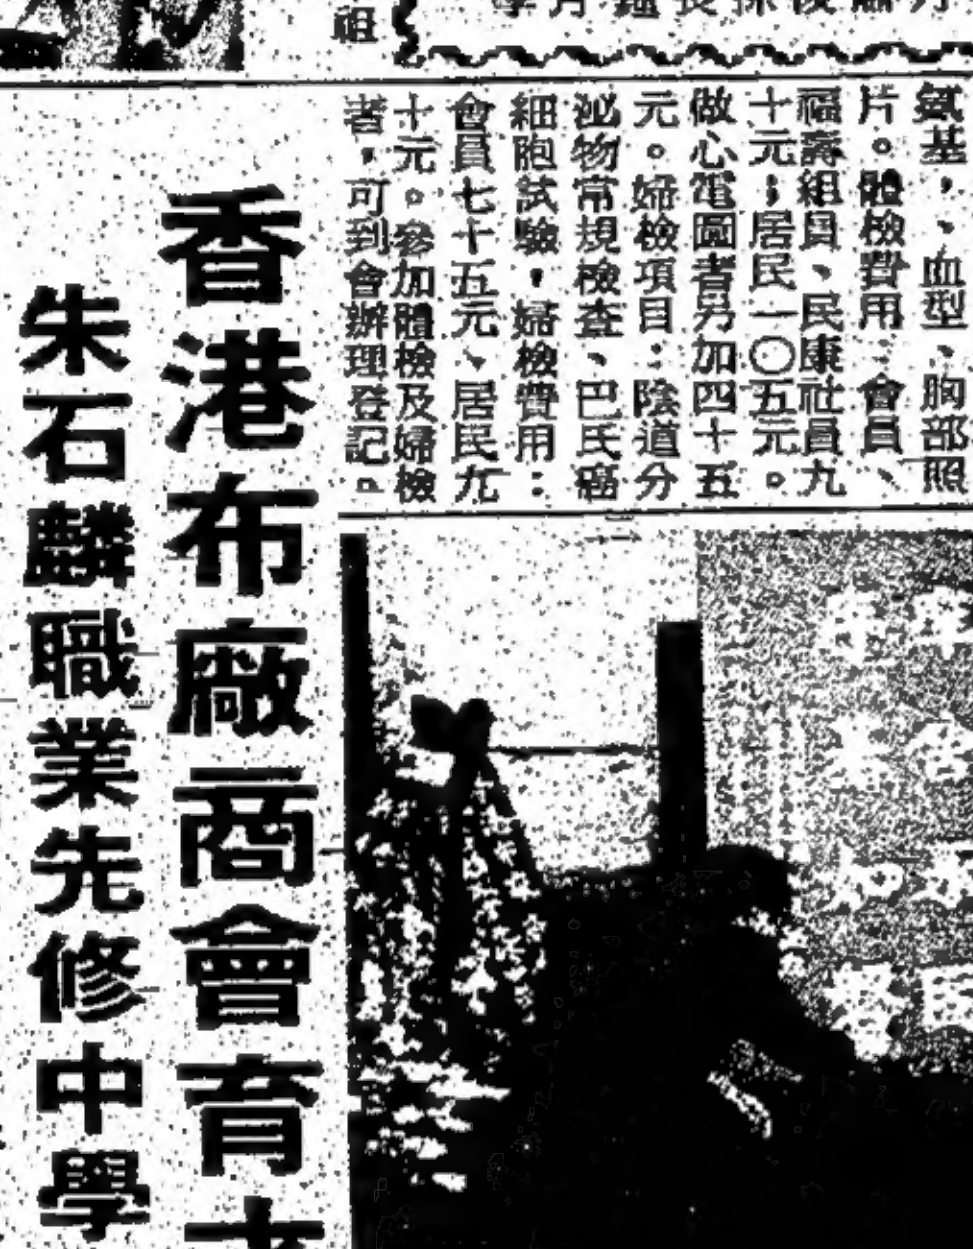 祖
氨基，、血型、胸部照
片。體檢費用：會員、
福壽組員、民康社員九
十元；居民一〇五元。
做心電圖者另加四十五
元。婦檢項目：陰道分
泌物常規檢查、巴氏癌
細胞試驗，婦檢費用：
會員七十五元、居民九
十元。參加體檢及婦檢
者，可到會辦理登記。
香港布廠商會育才
朱石麟職業先修中學